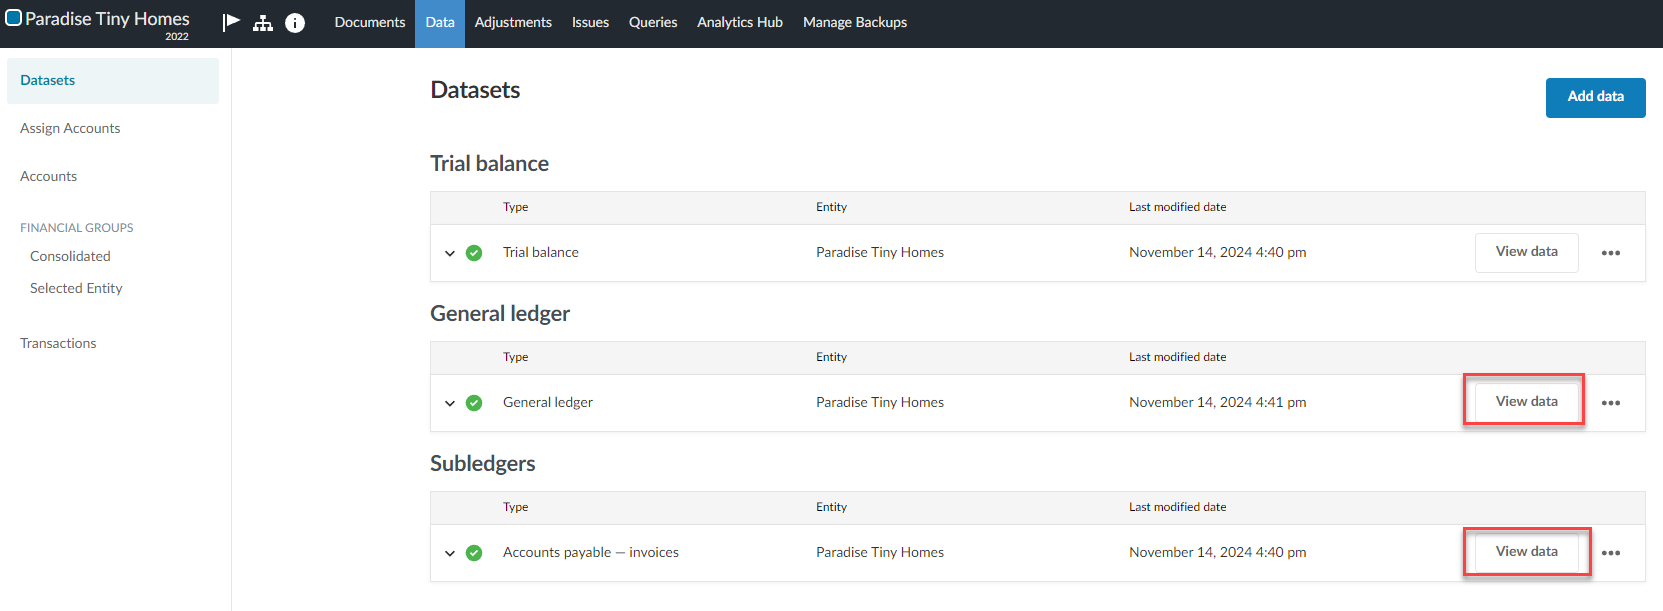 Paradise Tiny Homes
2022
Documents Data Adjustments Issues Queries Analytics Hub Manage Backups
Datasets
Assign Accounts
Accounts
FINANCIAL GROUPS
Consolidated
Selected Entity
Transactions
Datasets
Add data
Trial balance
Type Entity Last modified date
Trial balance Paradise Tiny Homes November 14, 2024 4:40 pm View data
General ledger
Type Entity Last modified date
General ledger Paradise Tiny Homes November 14, 2024 4:41 pm View data
Subledgers
Type Entity Last modified date
Accounts payable — invoices Paradise Tiny Homes November 14, 2024 4:40 pm View data